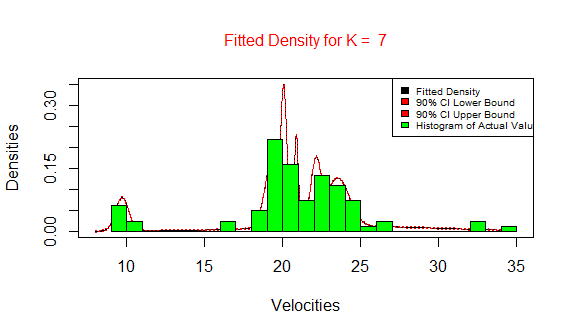 Fitted Density for K = 7
Densities
0.00
0.15
0.30
Fitted Density
90% CI Lower Bound
90% CI Upper Bound
Histogram of Actual Valu
10
15
20
25
30
35
Velocities